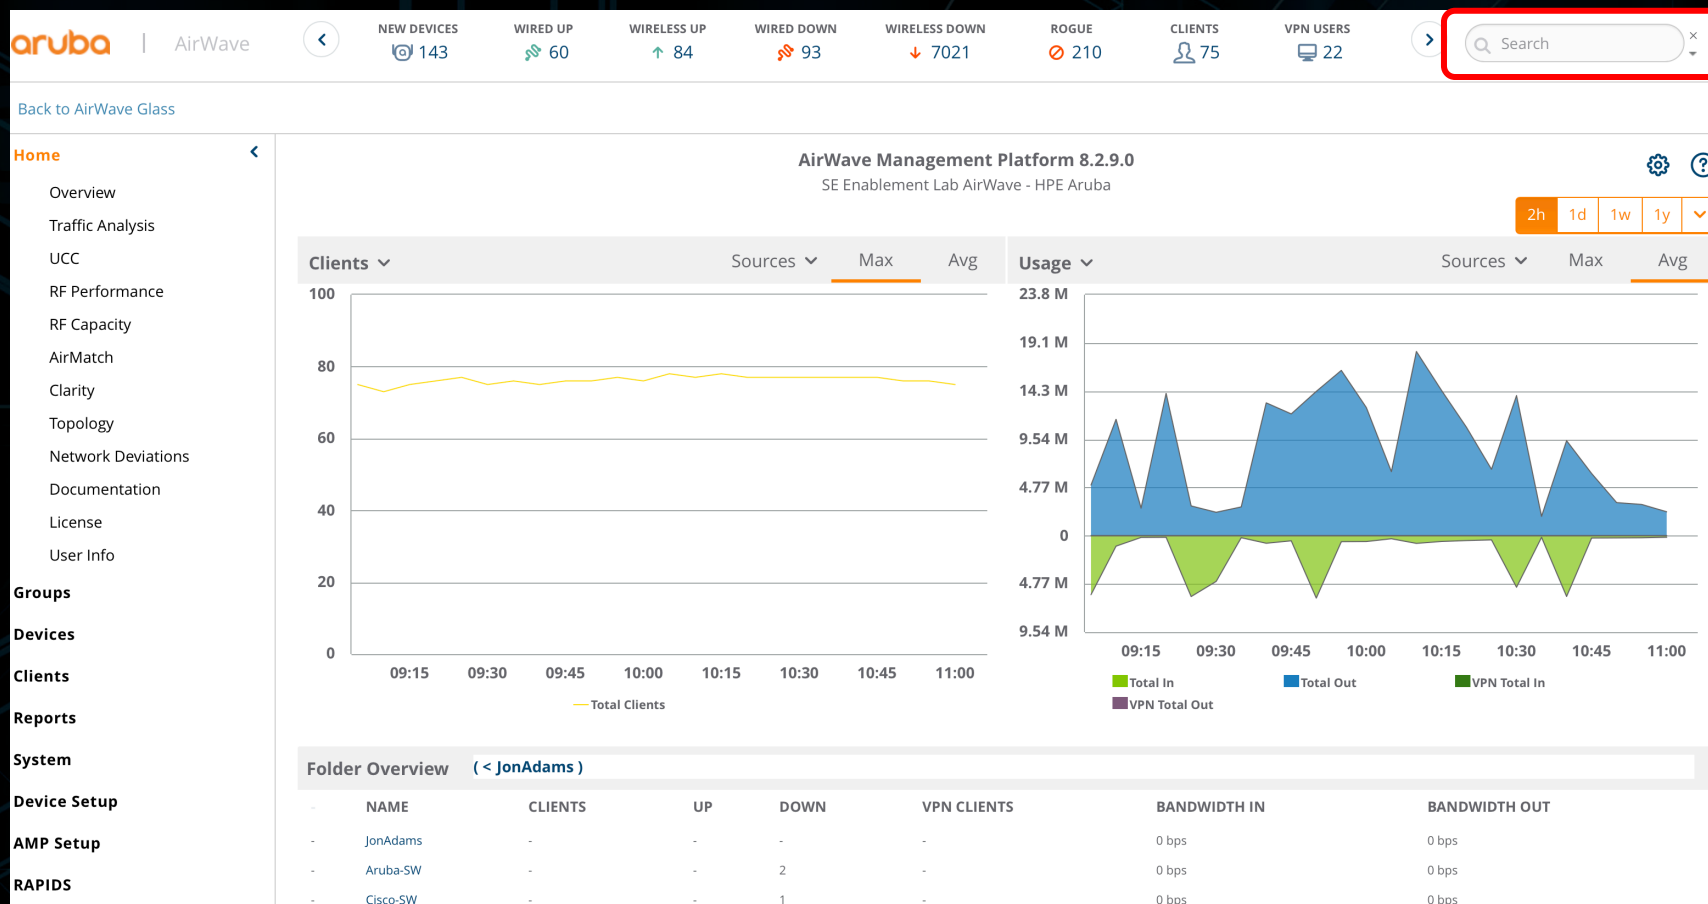 aruba | AirWave
NEW DEVICES
143
WIRED UP
60
WIRELESS UP
84
WIRED DOWN
93
WIRELESS DOWN
7021
ROGUE
210
CLIENTS
75
VPN USERS
22
Search
Back to AirWave Glass
Home
Overview
Traffic Analysis
UCC
RF Performance
RF Capacity
AirMatch
Clarity
Topology
Network Deviations
Documentation
License
User Info
Groups
Devices
Clients
Reports
System
Device Setup
AMP Setup
RAPIDS
AirWave Management Platform 8.2.9.0
SE Enablement Lab AirWave - HPE Aruba
2h 1d 1w 1y
Clients Sources Max Avg
100
80
60
40
20
0
09:15 09:30 09:45 10:00 10:15 10:30 10:45 11:00
Total Clients
Usage Sources Max Avg
23.8 M
19.1 M
14.3 M
9.54 M
4.77 M
0
4.77 M
9.54 M
09:15 09:30 09:45 10:00 10:15 10:30 10:45 11:00
Total In Total Out VPN Total In
VPN Total Out
Folder Overview ( < JonAdams )
- NAME CLIENTS UP DOWN VPN CLIENTS BANDWIDTH IN BANDWIDTH OUT
- JonAdams - - - - 0 bps 0 bps
- Aruba-SW - - 2 - 0 bps 0 bps
- Cisco-SW - - 1 - 0 bps 0 bps